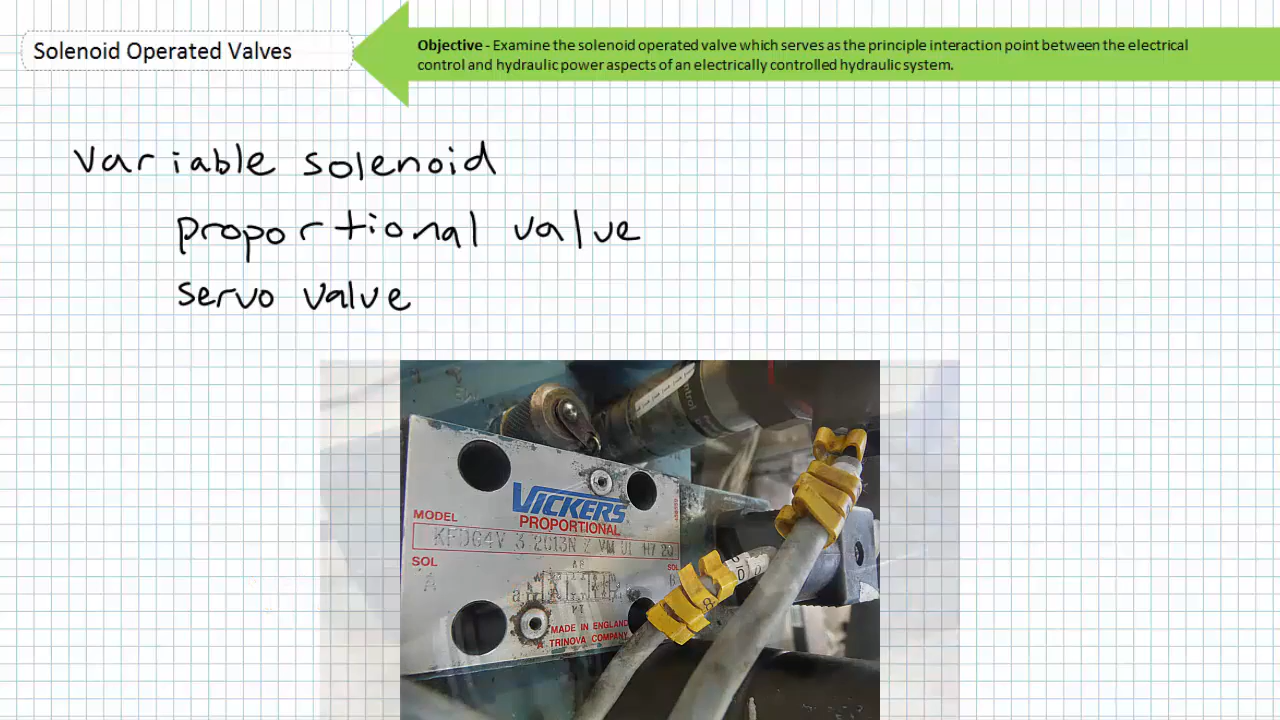 Solenoid Operated Valves
Objective - Examine the solenoid operated valve which serves as the principle interaction point between the electrical
control and hydraulic power aspects of an electrically controlled hydraulic system.
variable solenoid
proportional valve
servo valve
VICKERS
PROPORTIONAL
MODEL
SOL
SOL
A
MADE IN ENGLAND
A TRINOVA COMPANY